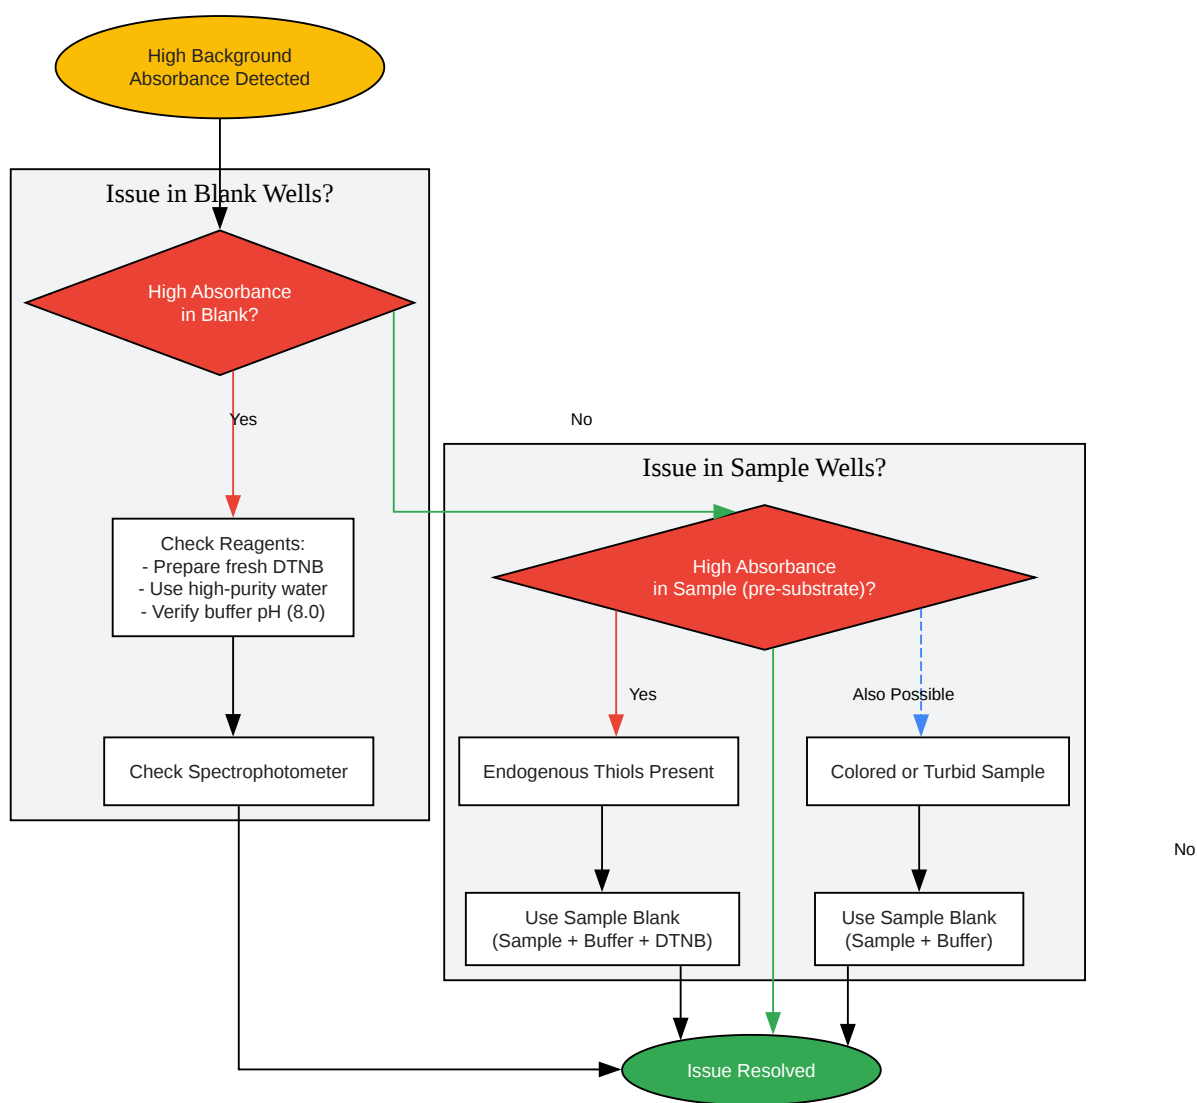 High Background
Absorbance Detected
Issue in Blank Wells?
High Absorbance
in Blank?
Yes
No
Check Reagents:
- Prepare fresh DTNB
- Use high-purity water
- Verify buffer pH (8.0)
Check Spectrophotometer
Issue in Sample Wells?
High Absorbance
in Sample (pre-substrate)?
Yes
Also Possible
No
Endogenous Thiols Present
Colored or Turbid Sample
Use Sample Blank
(Sample + Buffer + DTNB)
Use Sample Blank
(Sample + Buffer)
Issue Resolved